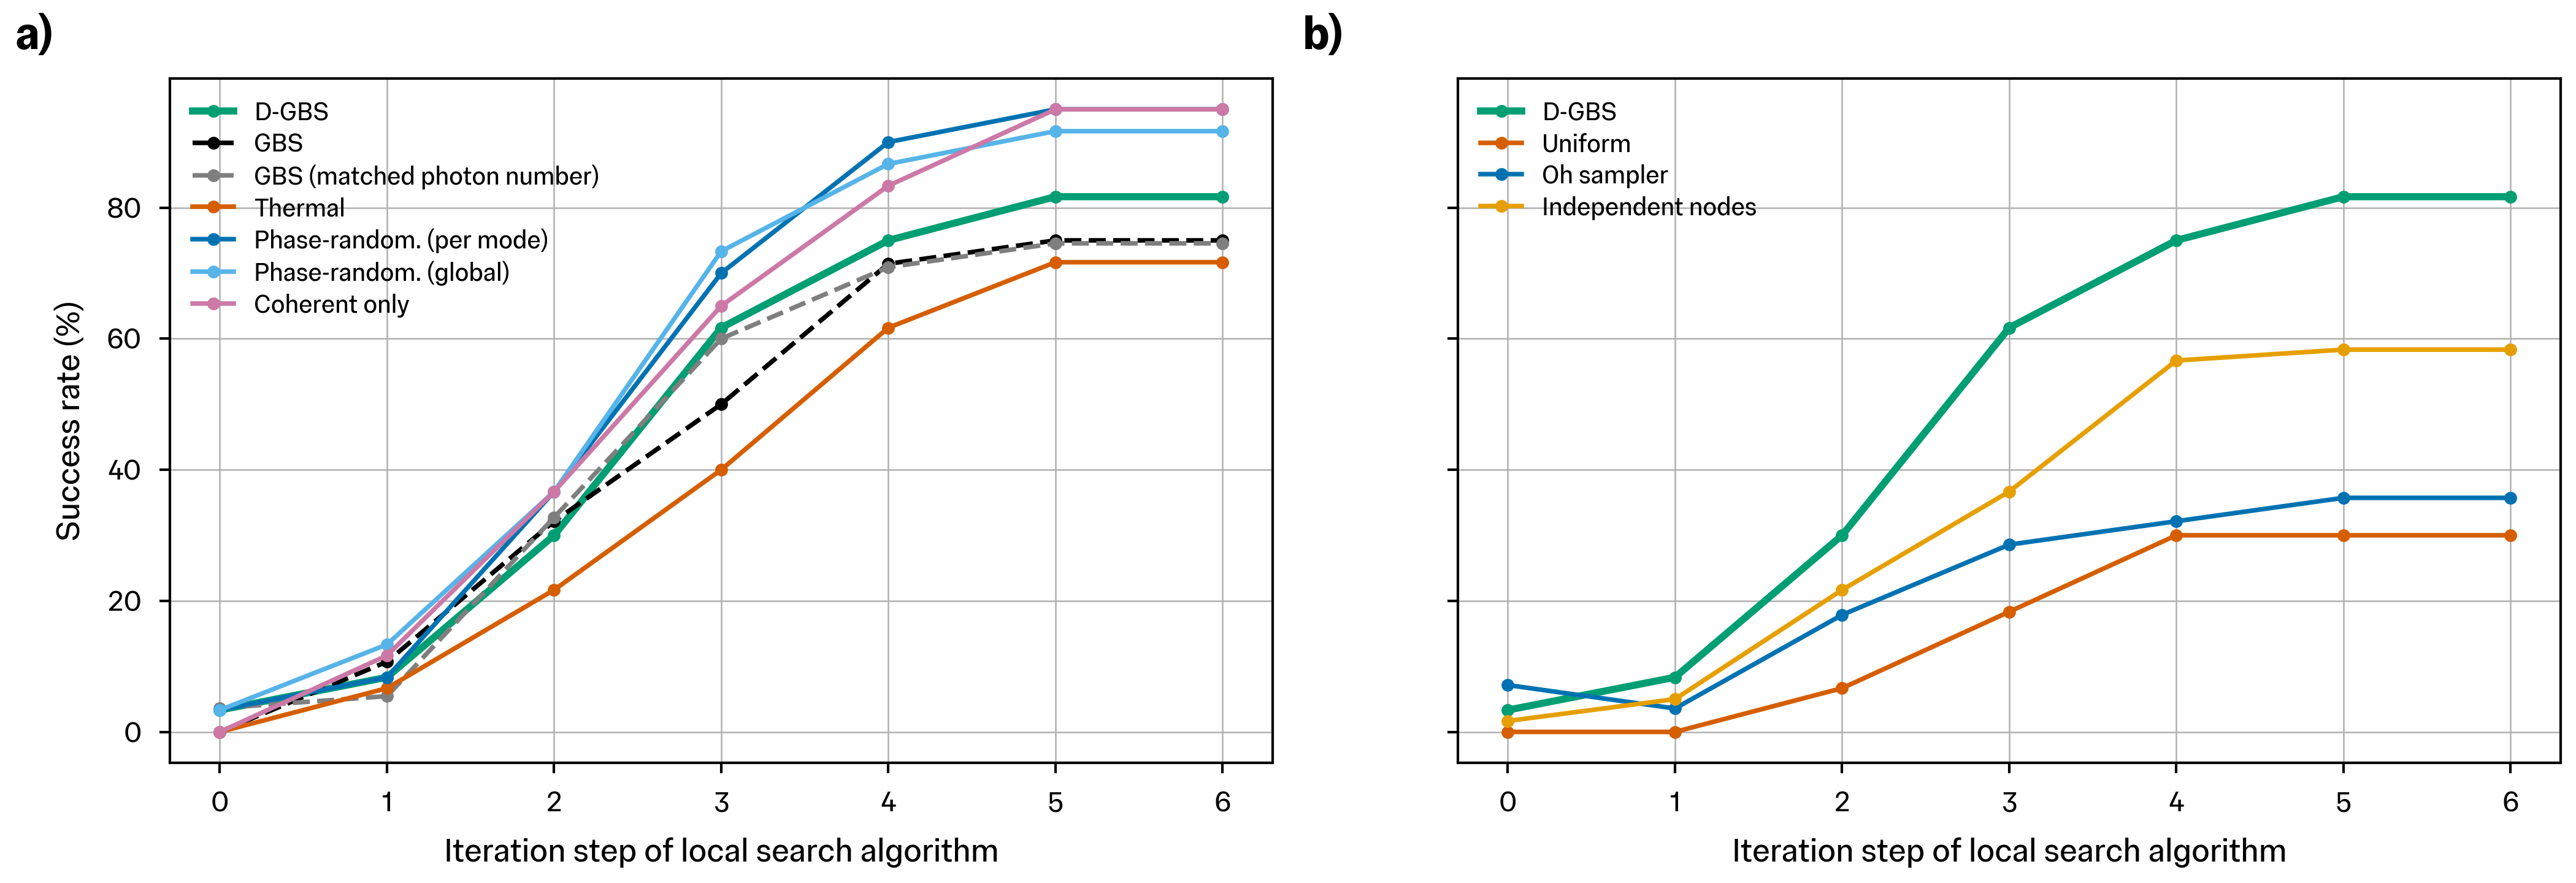 a)
D-GBS
GBS
GBS (matched photon number)
Thermal
Phase-random. (per mode)
Phase-random. (global)
Coherent only
Success rate (%)
80
60
40
20
0
0 1 2 3 4 5 6
Iteration step of local search algorithm
b)
D-GBS
Uniform
Oh sampler
Independent nodes
0 1 2 3 4 5 6
Iteration step of local search algorithm